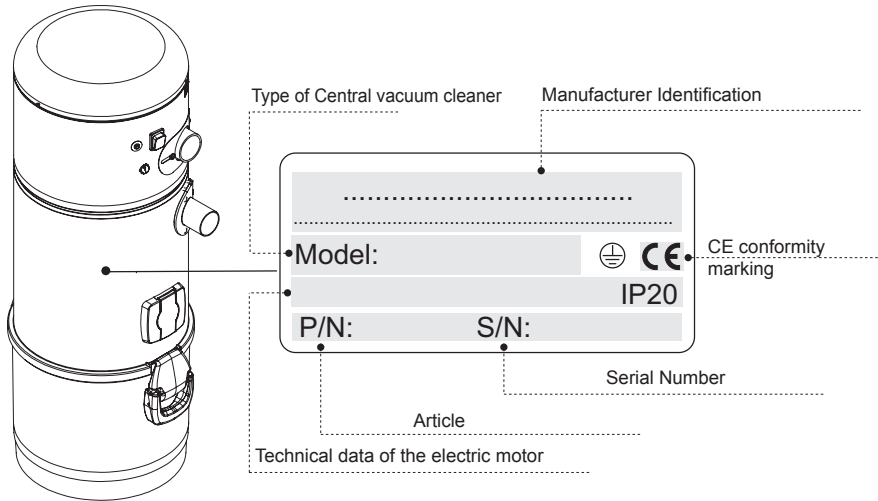 Type of Central vacuum cleaner
Manufacturer Identification
Model:
CE
CE conformity
marking
IP20
P/N: S/N:
Serial Number
Article
Technical data of the electric motor